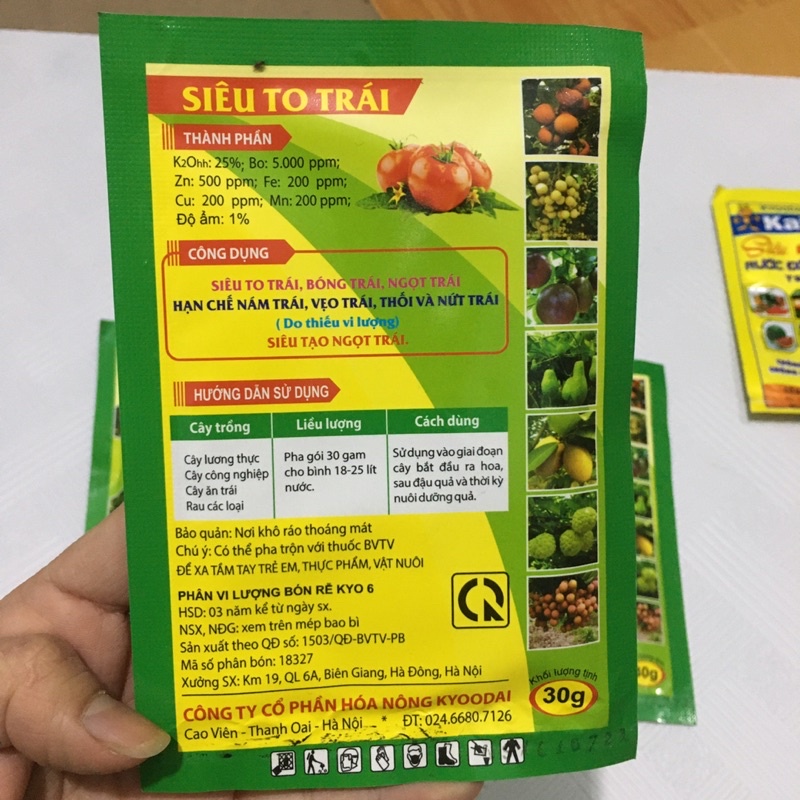 SIÊU TO TRÁI
THÀNH PHẦN
K2Ohh: 25%; Bo: 5.000 ppm;
Zn: 500 ppm; Fe: 200 ppm;
Cu: 200 ppm; Mn: 200 ppm;
Độ ẩm: 1%
CÔNG DỤNG
SIÊU TO TRÁI, BÓNG TRÁI, NGỌT TRÁI
HẠN CHẾ NÁM TRÁI, VẸO TRÁI, THỐI VÀ NỨT TRÁI
( Do thiếu vi lượng)
SIÊU TẠO NGỌT TRÁI.
HƯỚNG DẪN SỬ DỤNG
Cây trồng
Cây lương thực
Cây công nghiệp
Cây ăn trái
Rau các loại
Liều lượng
Pha gói 30 gam
cho bình 18-25 lít
nước.
Cách dùng
Sử dụng vào giai đoạn
cây bắt đầu ra hoa,
sau đậu quả và thời kỳ
nuôi dưỡng quả.
Bảo quản: Nơi khô ráo thoáng mát
Chú ý: Có thể pha trộn với thuốc BVTV
ĐỂ XA TẦM TAY TRẺ EM, THỰC PHẨM, VẬT NUÔI
PHÂN VI LƯỢNG BÓN RỄ KYO 6
HSD: 03 năm kể từ ngày sx.
NSX, NĐG: xem trên mép bao bì
Sản xuất theo QĐ số: 1503/QĐ-BVTV-PB
Mã số phân bón: 18327
Xưởng SX: Km 19, QL 6A, Biên Giang, Hà Đông, Hà Nội
Khối lượng tịnh
30g
CÔNG TY CỔ PHẦN HÓA NÔNG KYOODAI
Cao Viên - Thanh Oai - Hà Nội * ĐT: 024.6680.7126